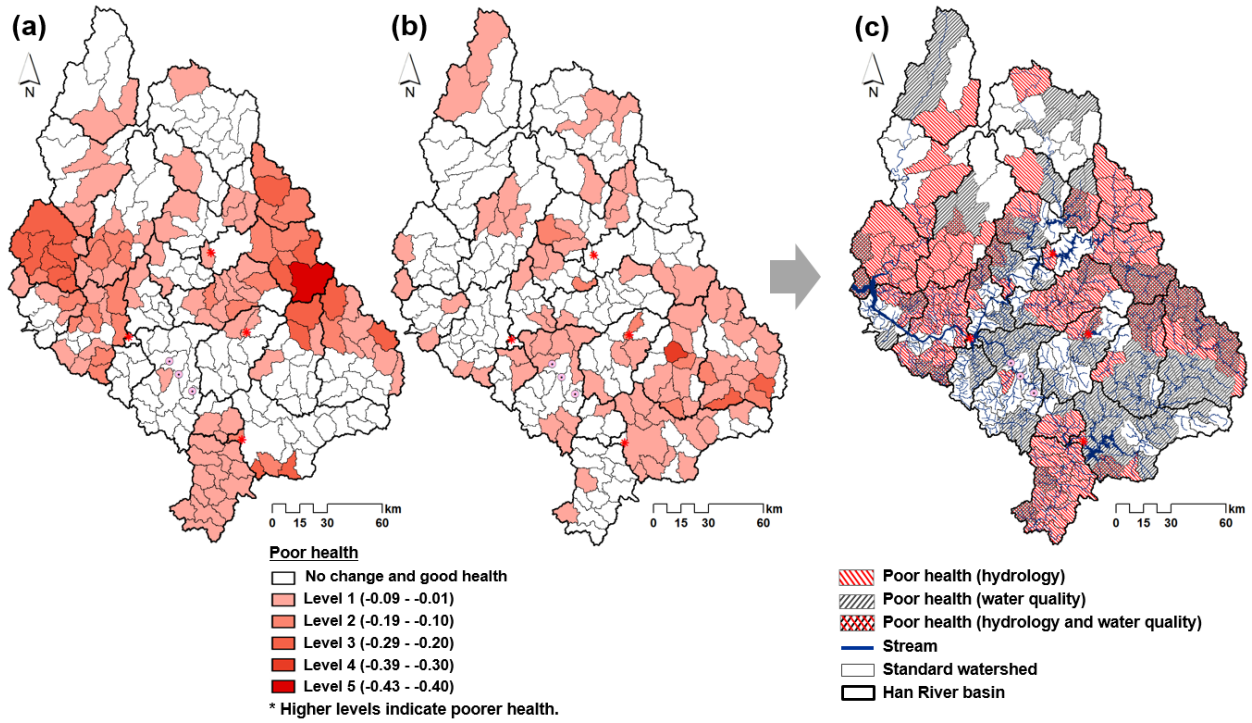 (a)
(b)
(c)
N
N
N
km
0 15 30 60
km
0 15 30 60
km
0 15 30 60
Poor health
No change and good health
Level 1 (-0.09 - -0.01)
Level 2 (-0.19 - -0.10)
Level 3 (-0.29 - -0.20)
Level 4 (-0.39 - -0.30)
Level 5 (-0.43 - -0.40)
* Higher levels indicate poorer health.
Poor health (hydrology)
Poor health (water quality)
Poor health (hydrology and water quality)
Stream
Standard watershed
Han River basin